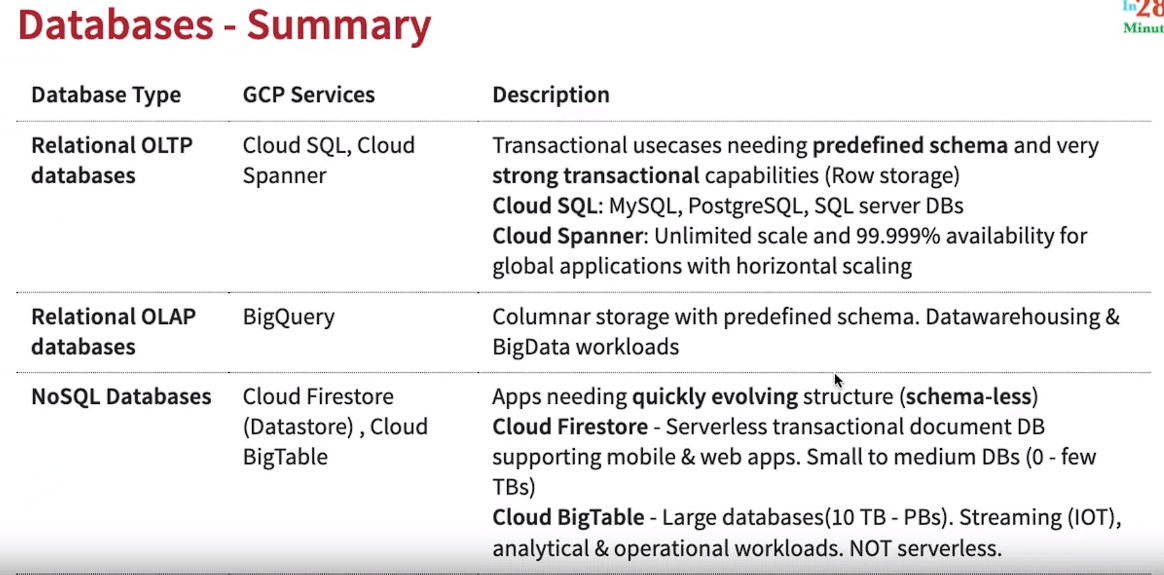 Databases - Summary
In28
Minut
Database Type GCP Services Description
Relational OLTP databases
Cloud SQL, Cloud Spanner
Transactional usecases needing predefined schema and very
strong transactional capabilities (Row storage)
Cloud SQL: MySQL, PostgreSQL, SQL server DBs
Cloud Spanner: Unlimited scale and 99.999% availability for
global applications with horizontal scaling
Relational OLAP databases
BigQuery
Columnar storage with predefined schema. Datawarehousing &
BigData workloads
NoSQL Databases
Cloud Firestore
(Datastore) , Cloud
BigTable
Apps needing quickly evolving structure (schema-less)
Cloud Firestore - Serverless transactional document DB
supporting mobile & web apps. Small to medium DBs (0 - few
TBs)
Cloud BigTable - Large databases(10 TB - PBs). Streaming (IOT),
analytical & operational workloads. NOT serverless.